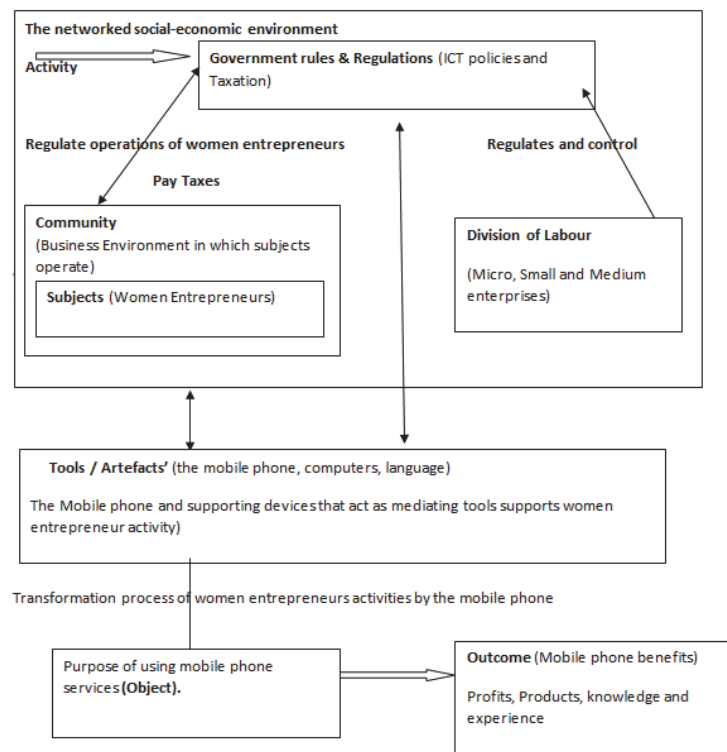 The networked social-economic environment
Government rules & Regulations (ICT policies and
Taxation)
Activity
Regulate operations of women entrepreneurs
Regulates and control
Pay Taxes
Community
(Business Environment in which subjects
operate)
Subjects (Women Entrepreneurs)
Division of Labour
(Micro, Small and Medium
enterprises)
Tools / Artefacts’ (the mobile phone, computers, language)
The Mobile phone and supporting devices that act as mediating tools supports women
entrepreneur activity)
Transformation process of women entrepreneurs activities by the mobile phone
Purpose of using mobile phone
services (Object).
Outcome (Mobile phone benefits)
Profits, Products, knowledge and
experience